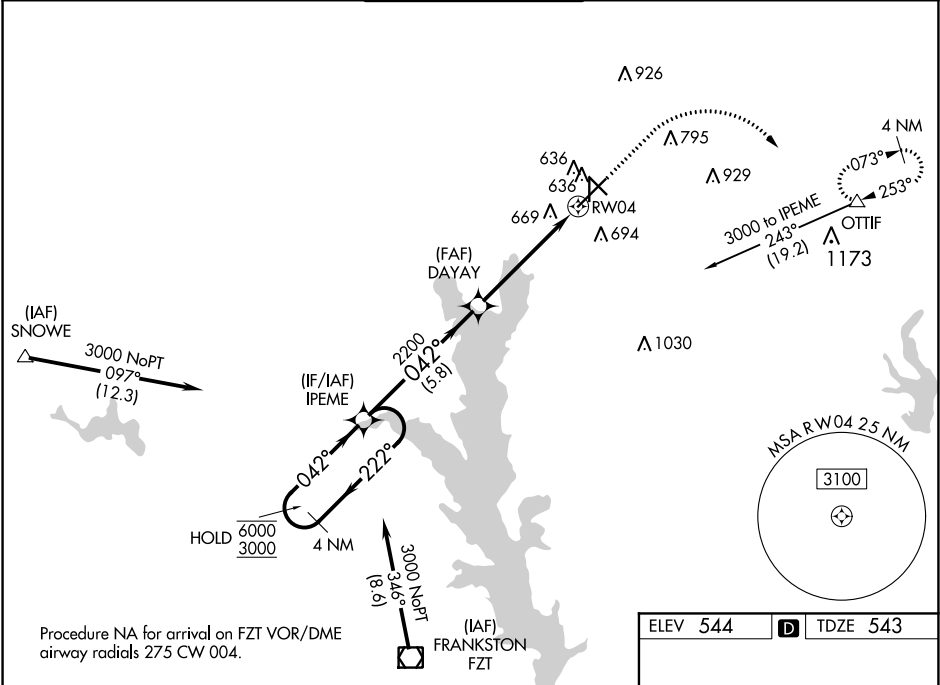 926
795
4 NM
073°
253°
636
636
929
669
RW04
694
OTTIF
3000 to IPEME
243°
(19.2)
1173
(FAF)
DAYAY
(IAF)
SNOWE
3000 NoPT
097°
(12.3)
2200
042°
(5.8)
1030
(IF/IAF)
IPEME
042°
222°
HOLD
6000
3000
4 NM
MSA RW04 25 NM
3100
3000 NoPT
346°
(8.6)
(IAF)
FRANKSTON
FZT
Procedure NA for arrival on FZT VOR/DME
airway radials 275 CW 004.
ELEV 544
D
TDZE 543